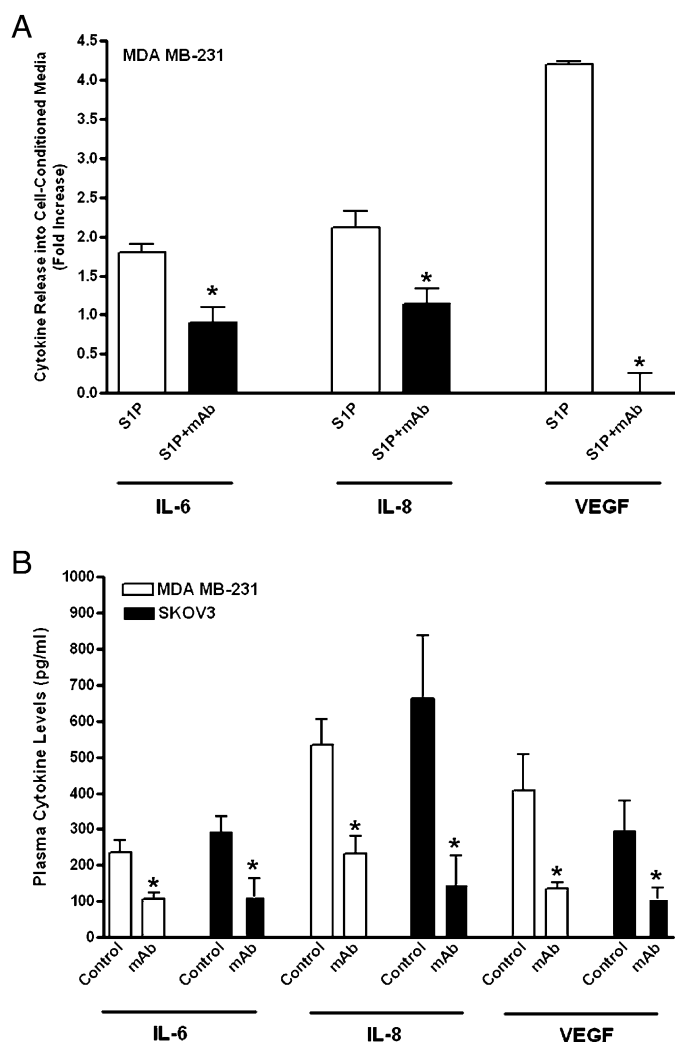 A
MDA MB-231
Cytokine Release into Cell-Conditioned Media
(Fold Increase)
4.5
4.0
3.5
3.0
2.5
2.0
1.5
1.0
0.5
0.0
*
*
*
S1P
S1P+mAb
S1P
S1P+mAb
S1P
S1P+mAb
IL-6
IL-8
VEGF
B
MDA MB-231
SKOV3
Plasma Cytokine Levels (pg/ml)
1000
900
800
700
600
500
400
300
200
100
0
*
*
*
*
*
*
Control
mAb
Control
mAb
Control
mAb
Control
mAb
Control
mAb
Control
mAb
IL-6
IL-8
VEGF